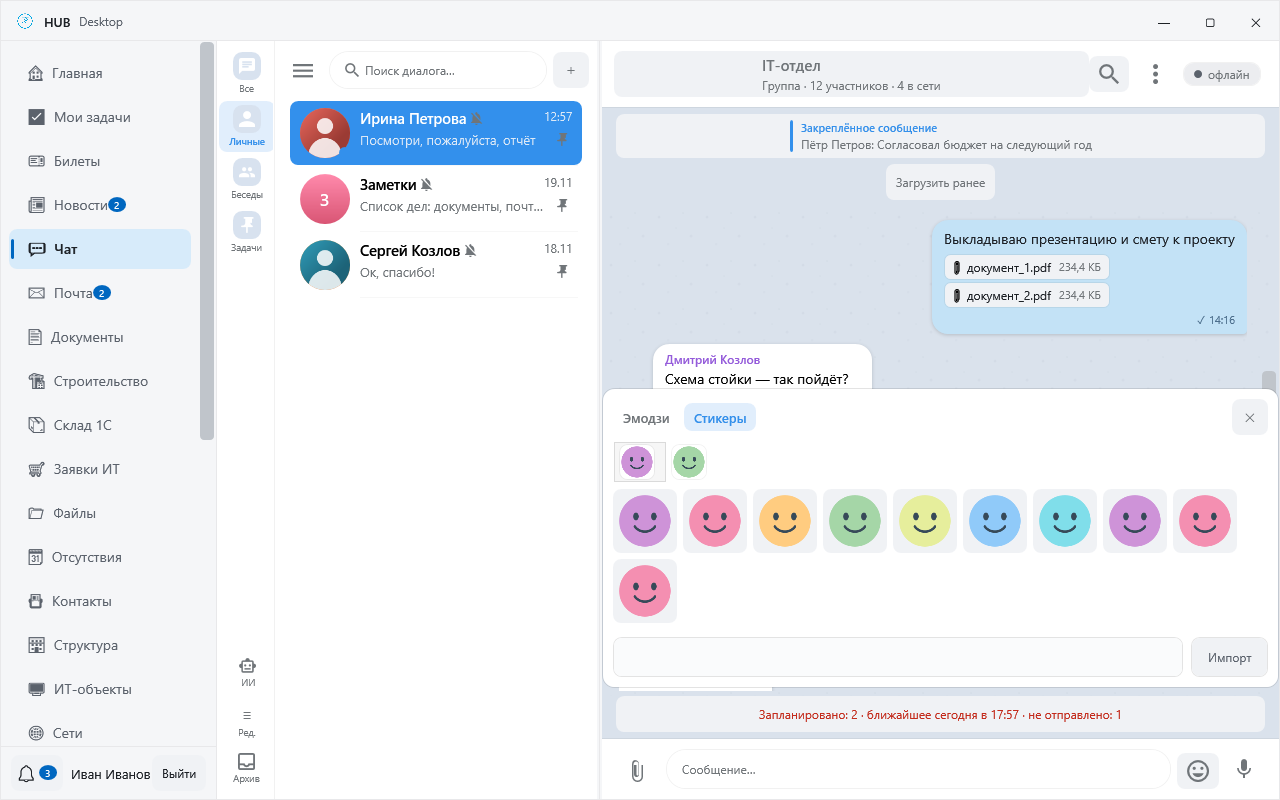 HUB Desktop
Главная
Мои задачи
Билеты
Новости 2
Чат
Почта 2
Документы
Строительство
Склад 1С
Заявки ИТ
Файлы
31 Отсутствия
Контакты
Структура
ИТ-объекты
Сети
3 Иван Иванов Выйти
Все
Личные
Беседы
Задачи
ИИ
Ред.
Архив
Поиск диалога... +
Ирина Петрова 12:57
Посмотри, пожалуйста, отчёт
З
Заметки 19.11
Список дел: документы, почт...
Сергей Козлов 18.11
Ок, спасибо!
IT-отдел
Группа · 12 участников · 4 в сети
офлайн
Закреплённое сообщение
Пётр Петров: Согласовал бюджет на следующий год
Загрузить ранее
Выкладываю презентацию и смету к проекту
документ_1.pdf 234,4 КБ
документ_2.pdf 234,4 КБ
✓ 14:16
Дмитрий Козлов
Схема стойки — так пойдёт?
Эмодзи Стикеры
Импорт
Запланировано: 2 · ближайшее сегодня в 17:57 · не отправлено: 1
Сообщение...